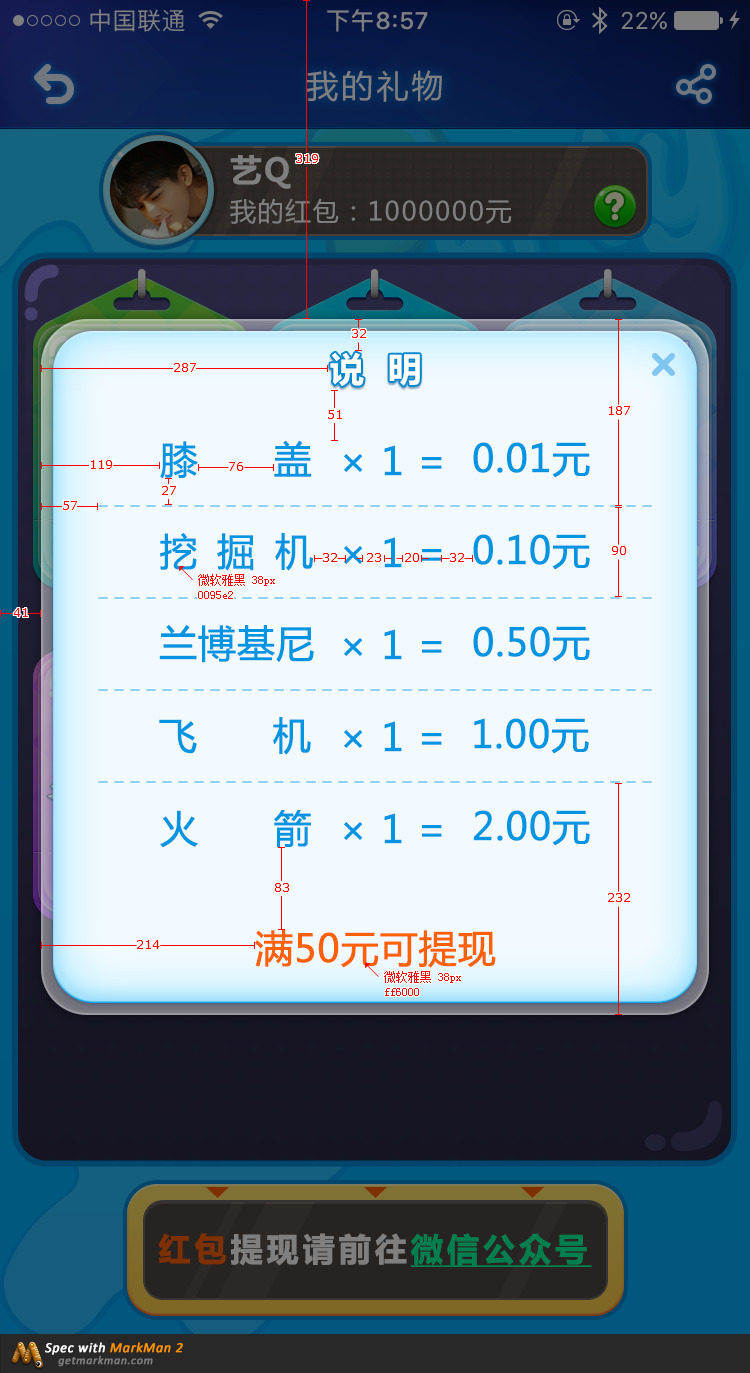 中国联通 下午8:57 22%
我的礼物
艺Q
319
我的红包：1000000元
32
287
说 明
187
51
119 76
膝 盖 × 1 = 0.01元
27
57
挖 掘 机 × 1 = 0.10元
32 23 20 32
90
微软雅黑 38px
0095e2
41
兰博基尼 × 1 = 0.50元
飞 机 × 1 = 1.00元
火 箭 × 1 = 2.00元
83
232
214
满50元可提现
微软雅黑 38px
ff6000
红包提现请前往微信公众号
Spec with MarkMan 2
getmarkman.com